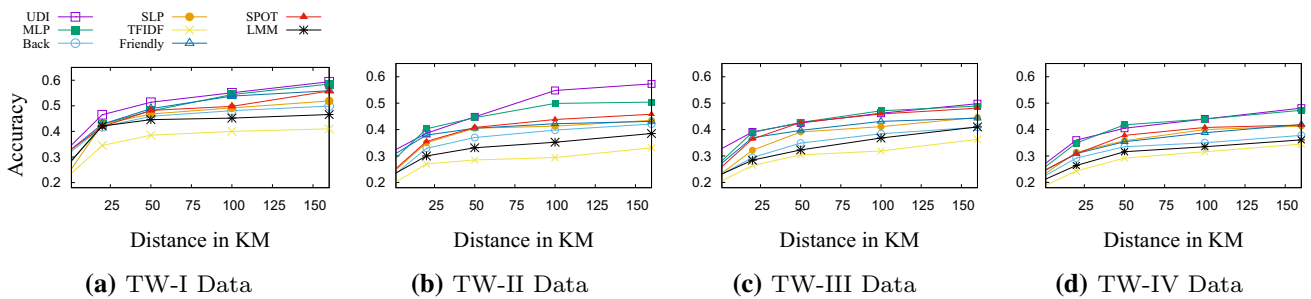 UDI SLP SPOT
MLP TFIDF LMM
Back Friendly
Accuracy
0.6 0.5 0.4 0.3 0.2
25 50 75 100 125 150
Distance in KM
(a) TW-I Data
0.6 0.5 0.4 0.3 0.2
25 50 75 100 125 150
Distance in KM
(b) TW-II Data
0.6 0.5 0.4 0.3 0.2
25 50 75 100 125 150
Distance in KM
(c) TW-III Data
0.6 0.5 0.4 0.3 0.2
25 50 75 100 125 150
Distance in KM
(d) TW-IV Data